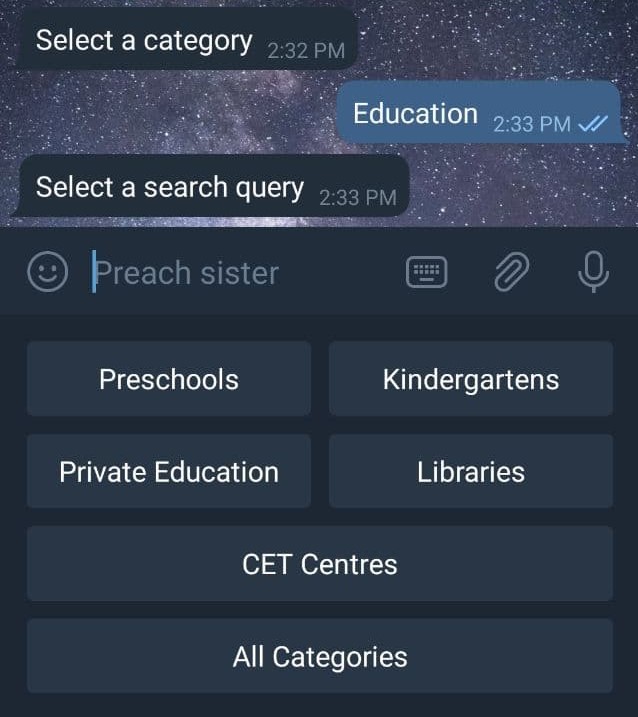 Select a category 2:32 PM
Education 2:33 PM
Select a search query 2:33 PM
Preach sister
Preschools
Kindergartens
Private Education
Libraries
CET Centres
All Categories